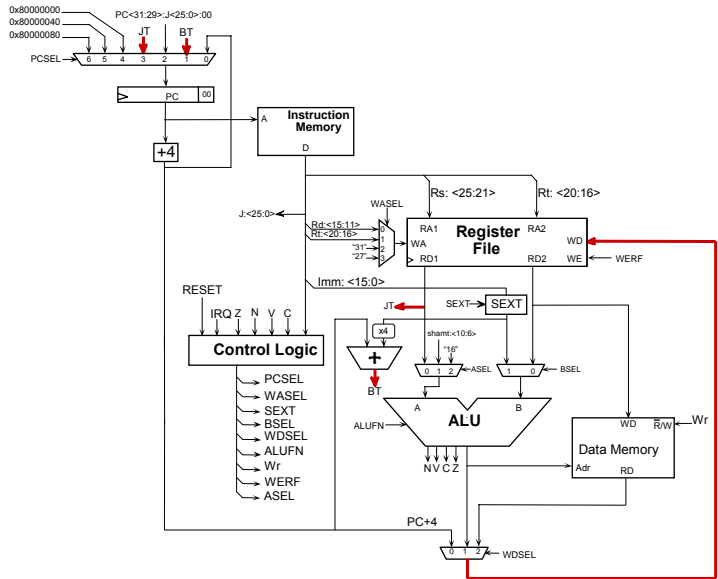 0x80000000
0x80000040
0x80000080
PC<31:29>:J<25:0>:00
JT
BT
PCSEL
6 5 4 3 2 1 0
PC
00
+4
A
Instruction
Memory
D
Rs: <25:21>
Rt: <20:16>
J:<25:0>
WASEL
Rd:<15:11>
Rt:<20:16>
"31"
"27"
0
1
2
3
RA1
RA2
WA
Register
File
WD
RD1
RD2
WE
WERF
Imm: <15:0>
RESET
IRQ Z N V C
JT
SEXT
SEXT
x4
shamt:<10:6>
"16"
Control Logic
+
BT
0 1 2
ASEL
1 0
BSEL
PCSEL
WASEL
SEXT
BSEL
WDSEL
ALUFN
Wr
WERF
ASEL
A
B
ALU
ALUFN
N V C Z
WD
R/W
Wr
Data Memory
Adr
RD
PC+4
0 1 2
WDSEL